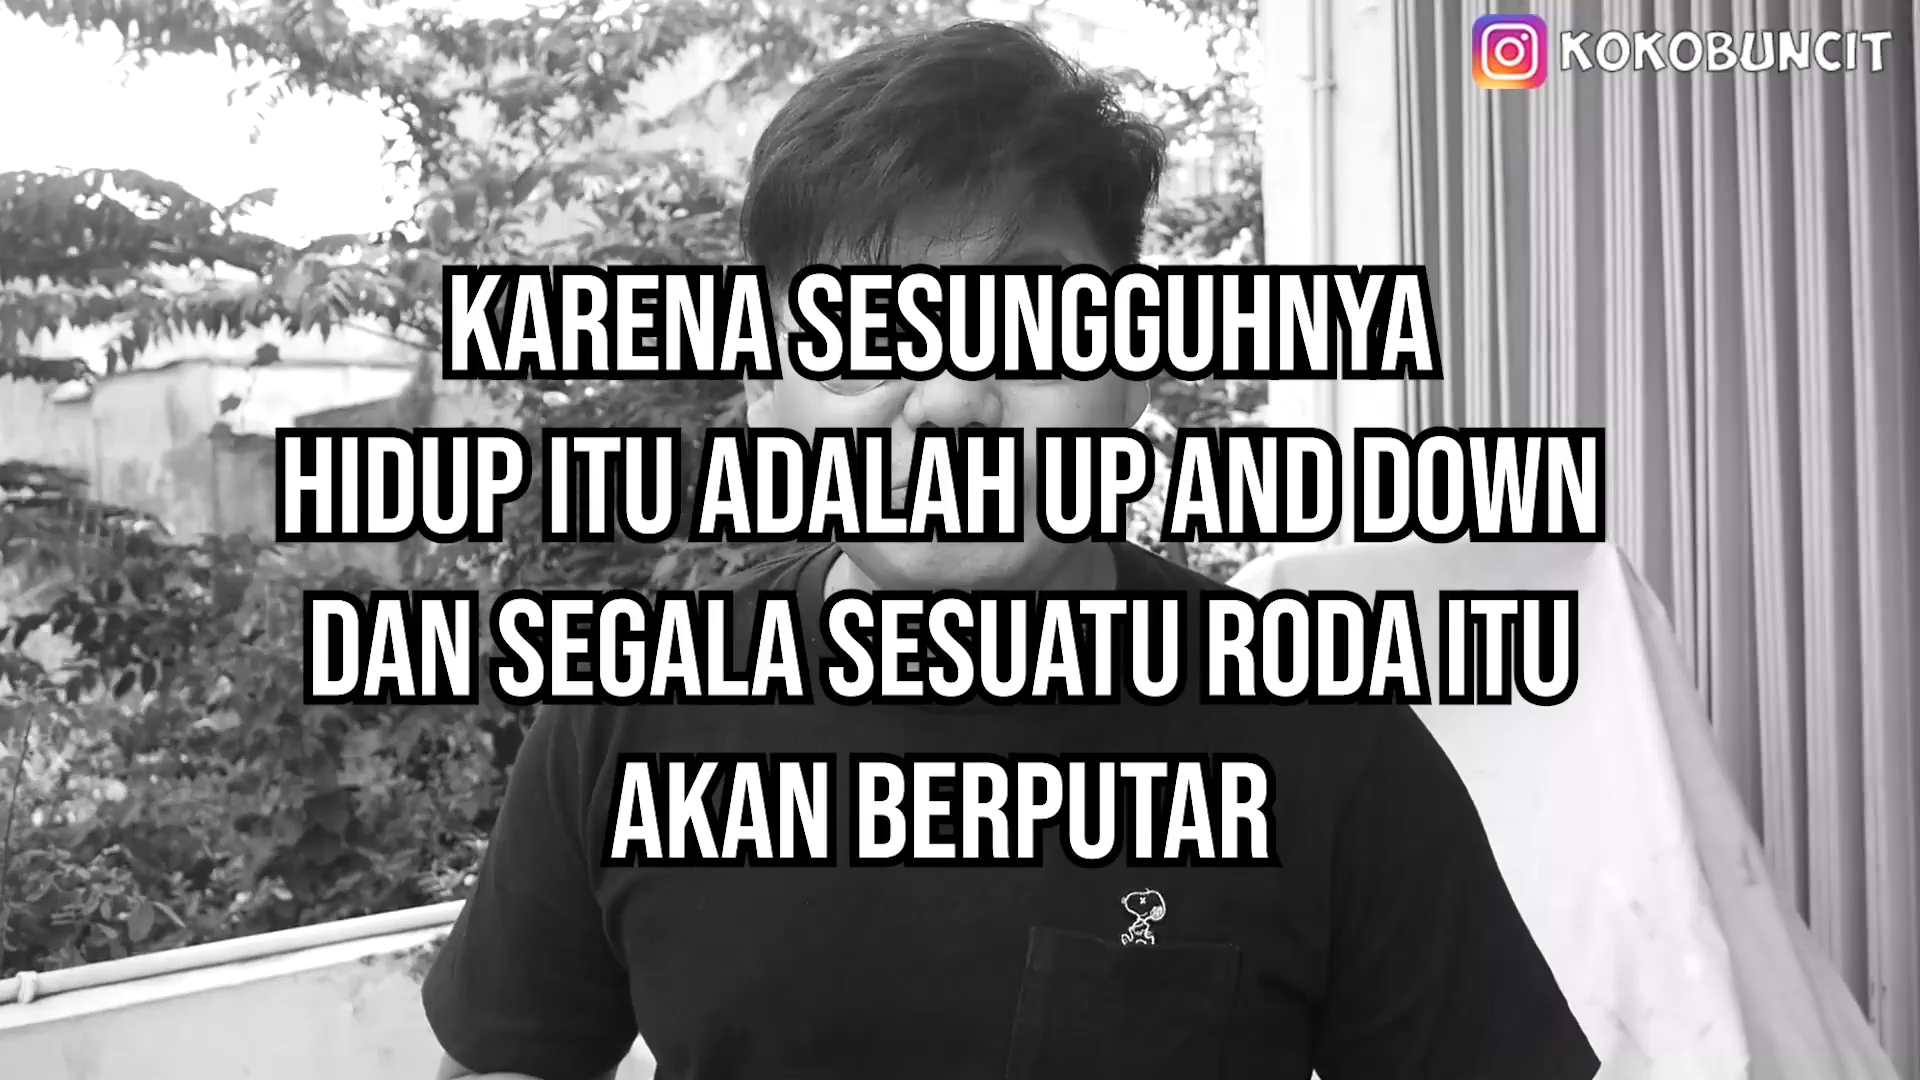 KOKOBUNCIT
KARENA SESUNGGUHNYA
HIDUP ITU ADALAH UP AND DOWN
DAN SEGALA SESUATU RODA ITU
AKAN BERPUTAR